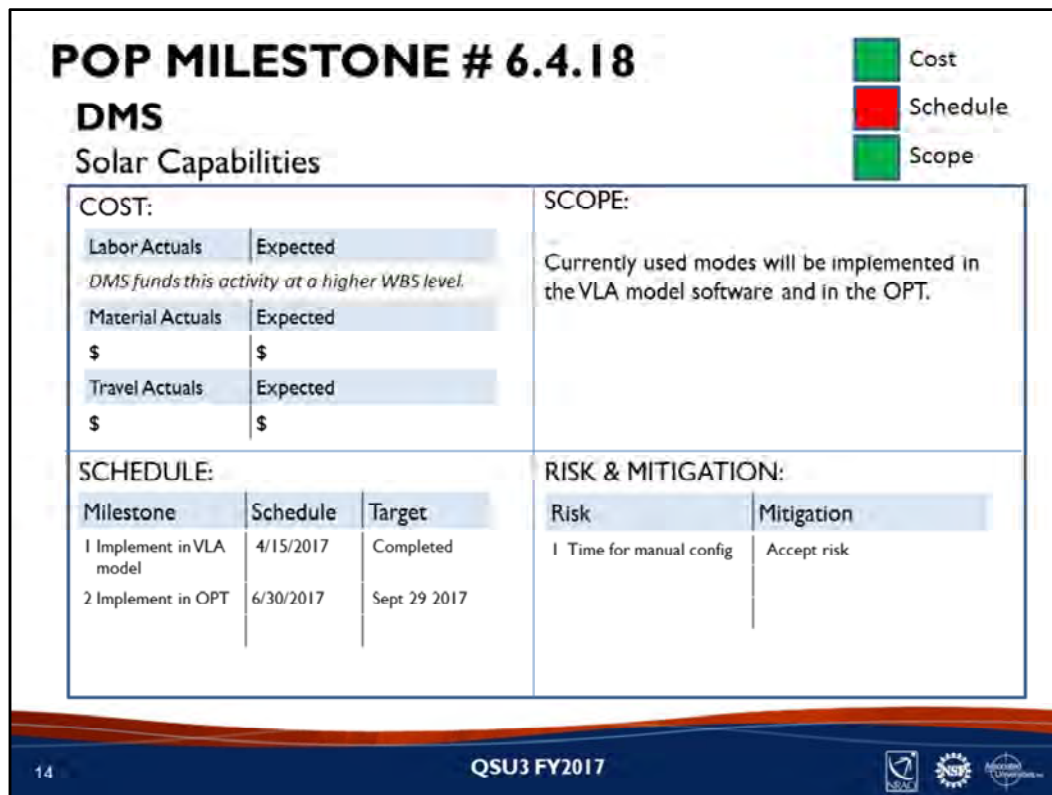 POP MILESTONE # 6.4.18
DMS
Solar Capabilities
Cost
Schedule
Scope
COST:
Labor Actuals Expected
DMS funds this activity at a higher WBS level.
Material Actuals Expected
$ $
Travel Actuals Expected
$ $
SCOPE:
Currently used modes will be implemented in
the VLA model software and in the OPT.
SCHEDULE:
Milestone Schedule Target
1 Implement in VLA 4/15/2017 Completed
model
2 Implement in OPT 6/30/2017 Sept 29 2017
RISK & MITIGATION:
Risk Mitigation
1 Time for manual config Accept risk
14
QSU3 FY2017
NRAO
NSF
Associated
Universities